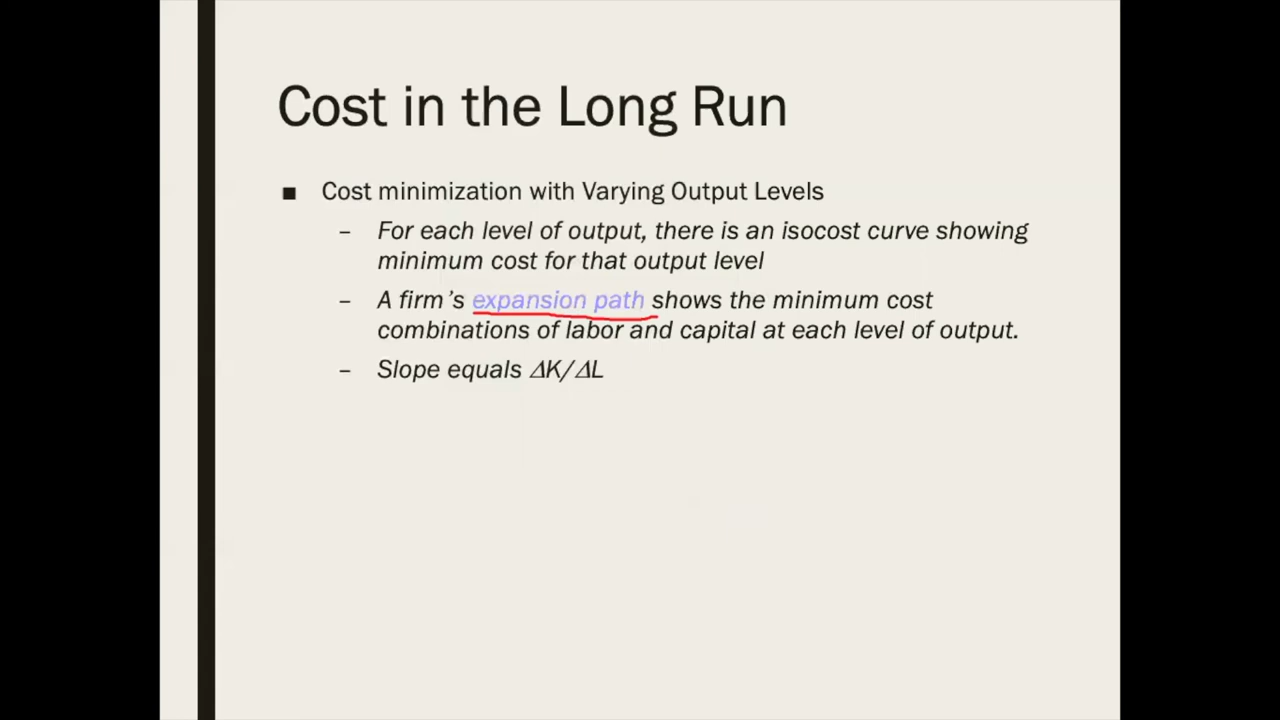 Cost in the Long Run
■ Cost minimization with Varying Output Levels
– For each level of output, there is an isocost curve showing
minimum cost for that output level
– A firm’s expansion path shows the minimum cost
combinations of labor and capital at each level of output.
– Slope equals ΔK/ΔL